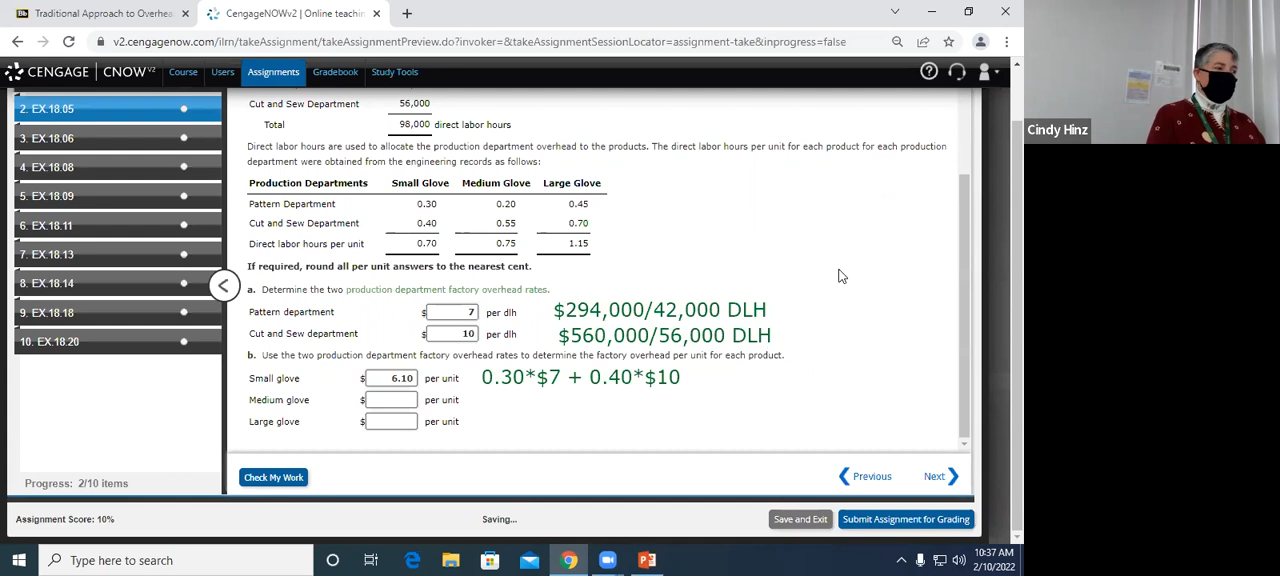 Traditional Approach to Overhea
CengageNOWv2 | Online teachin
v2.cengagenow.com/ilrn/takeAssignment/takeAssignmentPreview.do?invoker=&takeAssignmentSessionLocator=assignment-take&inprogress=false
CENGAGE | CNOWv2 Course Users Assignments Gradebook Study Tools
2. EX.18.05
3. EX.18.06
4. EX.18.08
5. EX.18.09
6. EX.18.11
7. EX.18.13
8. EX.18.14
9. EX.18.18
10. EX.18.20
Progress: 2/10 items
Cut and Sew Department 56,000
Total 98,000 direct labor hours
Direct labor hours are used to allocate the production department overhead to the products. The direct labor hours per unit for each product for each production
department were obtained from the engineering records as follows:
Production Departments Small Glove Medium Glove Large Glove
Pattern Department 0.30 0.20 0.45
Cut and Sew Department 0.40 0.55 0.70
Direct labor hours per unit 0.70 0.75 1.15
If required, round all per unit answers to the nearest cent.
a. Determine the two production department factory overhead rates.
Pattern department $ 7 per dlh $294,000/42,000 DLH
Cut and Sew department $ 10 per dlh $560,000/56,000 DLH
b. Use the two production department factory overhead rates to determine the factory overhead per unit for each product.
Small glove $ 6.10 per unit 0.30*$7 + 0.40*$10
Medium glove $ per unit
Large glove $ per unit
Check My Work
Previous Next
Assignment Score: 10% Saving... Save and Exit Submit Assignment for Grading
Type here to search
10:37 AM
2/10/2022
Cindy Hinz